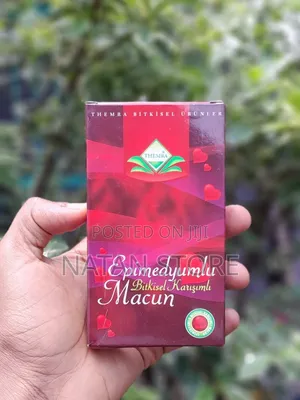 THEMRA BİTKİSEL ÜRÜNLER
THEMRA
POSTED ON JIJI
NATAN STORE
Epimedyumlu
Bitkisel Karışımlı
Macun